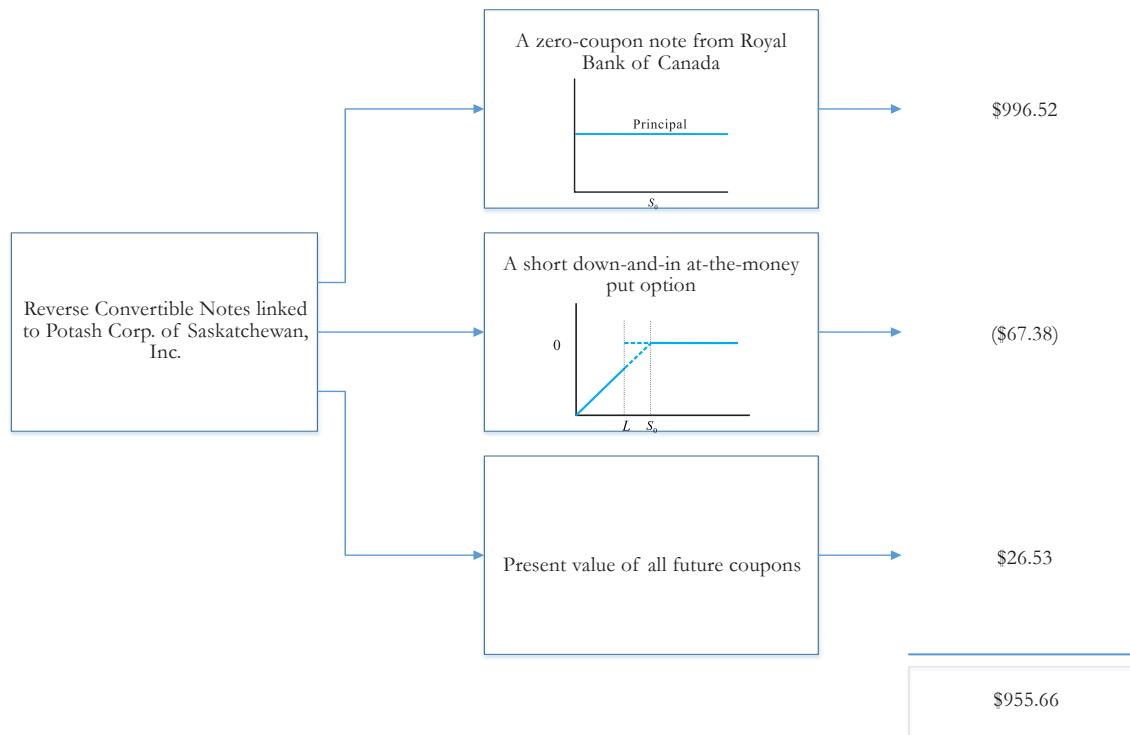 A zero-coupon note from Royal
Bank of Canada
Principal
S₀
$996.52
Reverse Convertible Notes linked
to Potash Corp. of Saskatchewan,
Inc.
A short down-and-in at-the-money
put option
0
L S₀
($67.38)
Present value of all future coupons
$26.53
$955.66